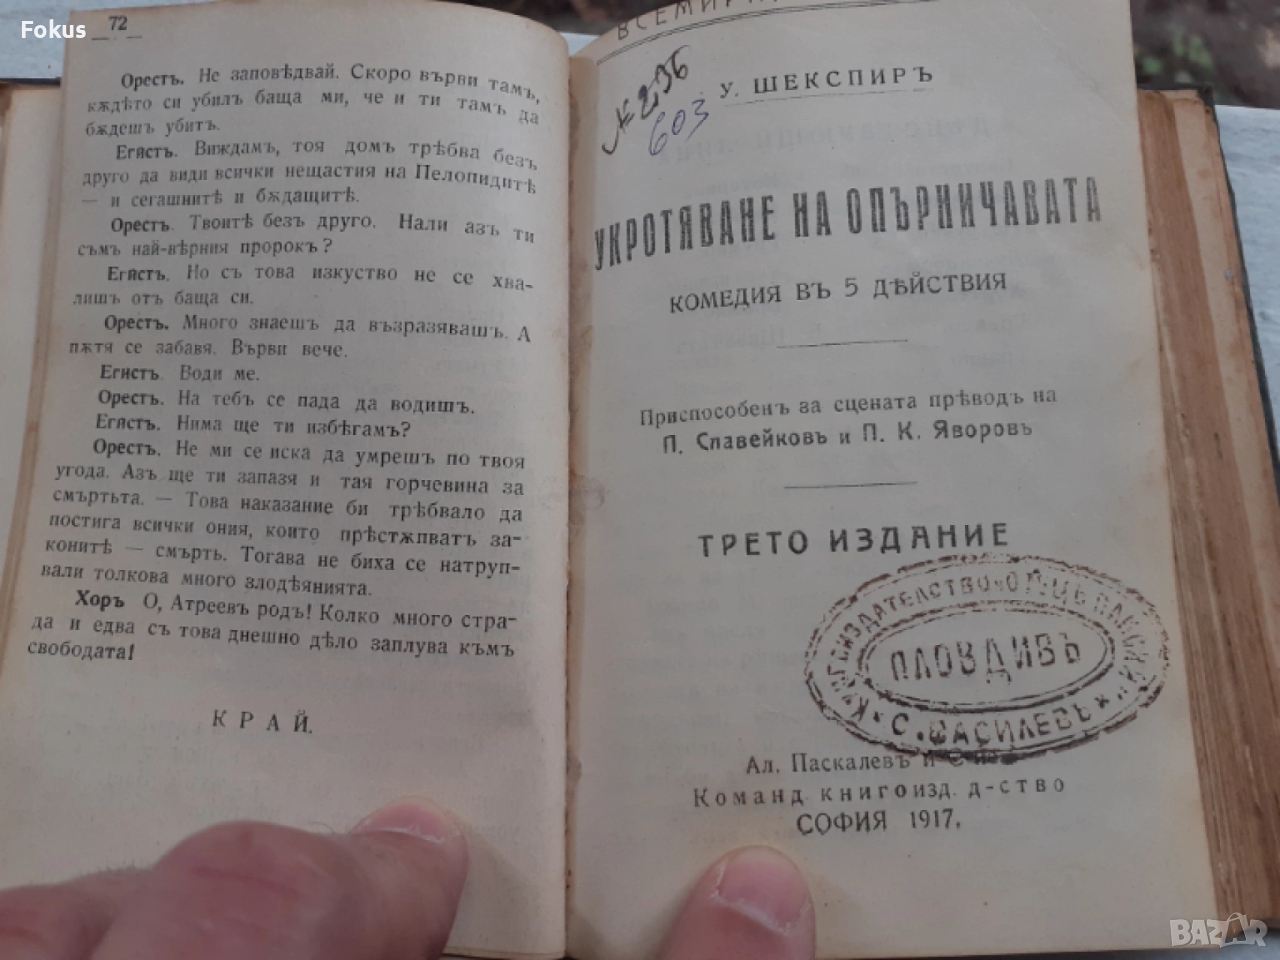 Fokus
72
Орестъ. Не заповѣдвай. Скоро върви тамъ,
кѫдѣто си убилъ баща ми, че и ти тамъ да
бѫдешъ убитъ.
Егистъ. Виждамъ, тоя домъ трѣбва безъ
друго да види всички нещастия на Пелопидитѣ
— и сегашнитѣ и бѫдащитѣ.
Орестъ. Твоитѣ безъ друго. Нали азъ ти
съмъ най-вѣрния пророкъ?
Егистъ. Но съ това изкуство не се хва-
лишъ отъ баща си.
Орестъ. Много знаешъ да възразявашъ. А
пѫтя се забавя. Върви вече.
Егистъ. Води ме.
Орестъ. На тебъ се пада да водишъ.
Егистъ. Нима ще ти избѣгамъ?
Орестъ. Не ми се иска да умрешъ по твоя
угода. Азъ ще ти запазя и тая горчевина за
смъртьта. — Това наказание би трѣбвало да
постига всички ония, които прѣстѫпватъ за-
конитѣ — смърть. Тогава не биха се натруп-
вали толкова много злодѣянията.
Хоръ О, Атреевъ родъ! Колко много стра-
да и едва съ това днешно дѣло заплува къмъ
свободата!
КРАЙ.
№ 236
603
У. ШЕКСПИРЪ
УКРОТЯВАНЕ НА ОПЪРНИЧАВАТА
КОМЕДИЯ ВЪ 5 ДѢЙСТВИЯ
Приспособенъ за сцената прѣводъ на
П. Славейковъ и П. К. Яворовъ
ТРЕТО ИЗДАНИЕ
ПЛОВДИВЪ
С. ВАСИЛЕВЪ
Ал. Паскалевъ и С-ие
Команд. книгоизд. д-ство
СОФИЯ 1917.
BAZAR